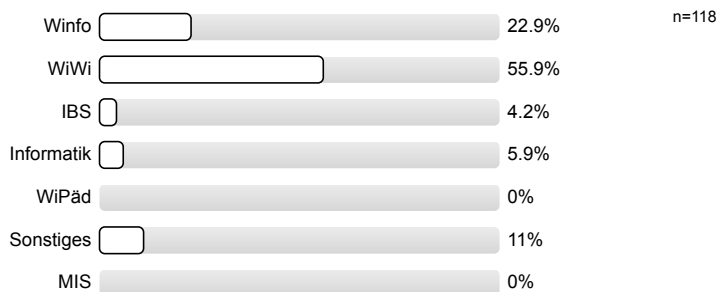 Winfo 22.9% n=118
WiWi 55.9%
IBS 4.2%
Informatik 5.9%
WiPäd 0%
Sonstiges 11%
MIS 0%